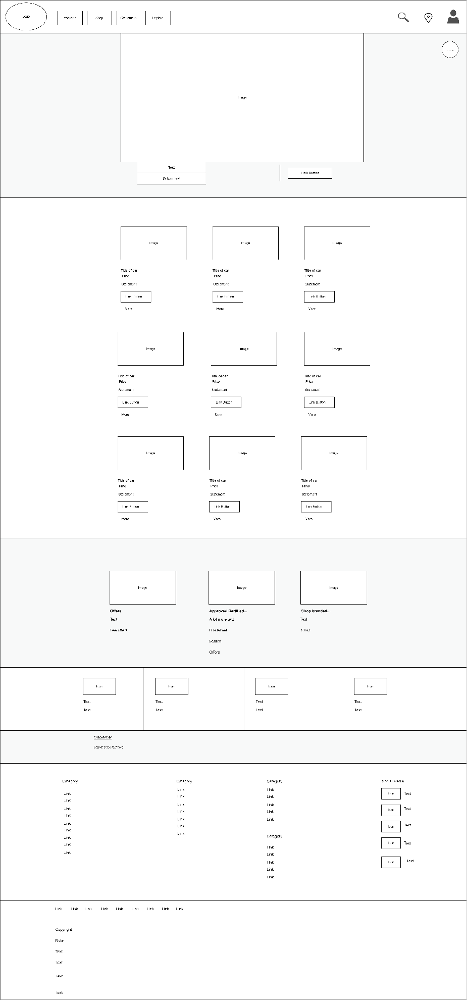 Logo
Vehicles
Shop
Ownership
Explore
...
Image
Text
Bottom Text
Link Button
Image
Image
Image
Title of car
Price
Statement
Link Button
More
Title of car
Price
Statement
Link Button
More
Title of car
Price
Statement
Link Button
More
Image
Image
Image
Title of car
Price
Statement
Link Button
More
Title of car
Price
Statement
Link Button
More
Title of car
Price
Statement
Link Button
More
Image
Image
Image
Title of car
Price
Statement
Link Button
More
Title of car
Price
Statement
Link Button
More
Title of car
Price
Statement
Link Button
More
Image
Offers
Text
See offers
Image
Approved Certified...
A lot more text
Disclaimer
Search
Offers
Image
Shop branded...
Text
Shop
Icon
Text
Text
Icon
Text
Text
Icon
Text
Text
Icon
Text
Text
Disclaimer
Lots of small text here
Category
Link
Link
Link
Link
Link
Link
Link
Link
Link
Category
Link
Link
Link
Link
Link
Link
Link
Category
Link
Link
Link
Link
Link
Category
Link
Link
Link
Link
Link
Social Media
Icon Text
Icon Text
Icon Text
Icon Text
Icon Text
Link Link Link Link Link Link Link Link Link
Copyright
Note
Text
Text
Text
Text